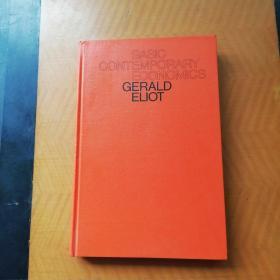 BASIC
CONTEMPORARY
ECONOMICS
GERALD
ELIOT